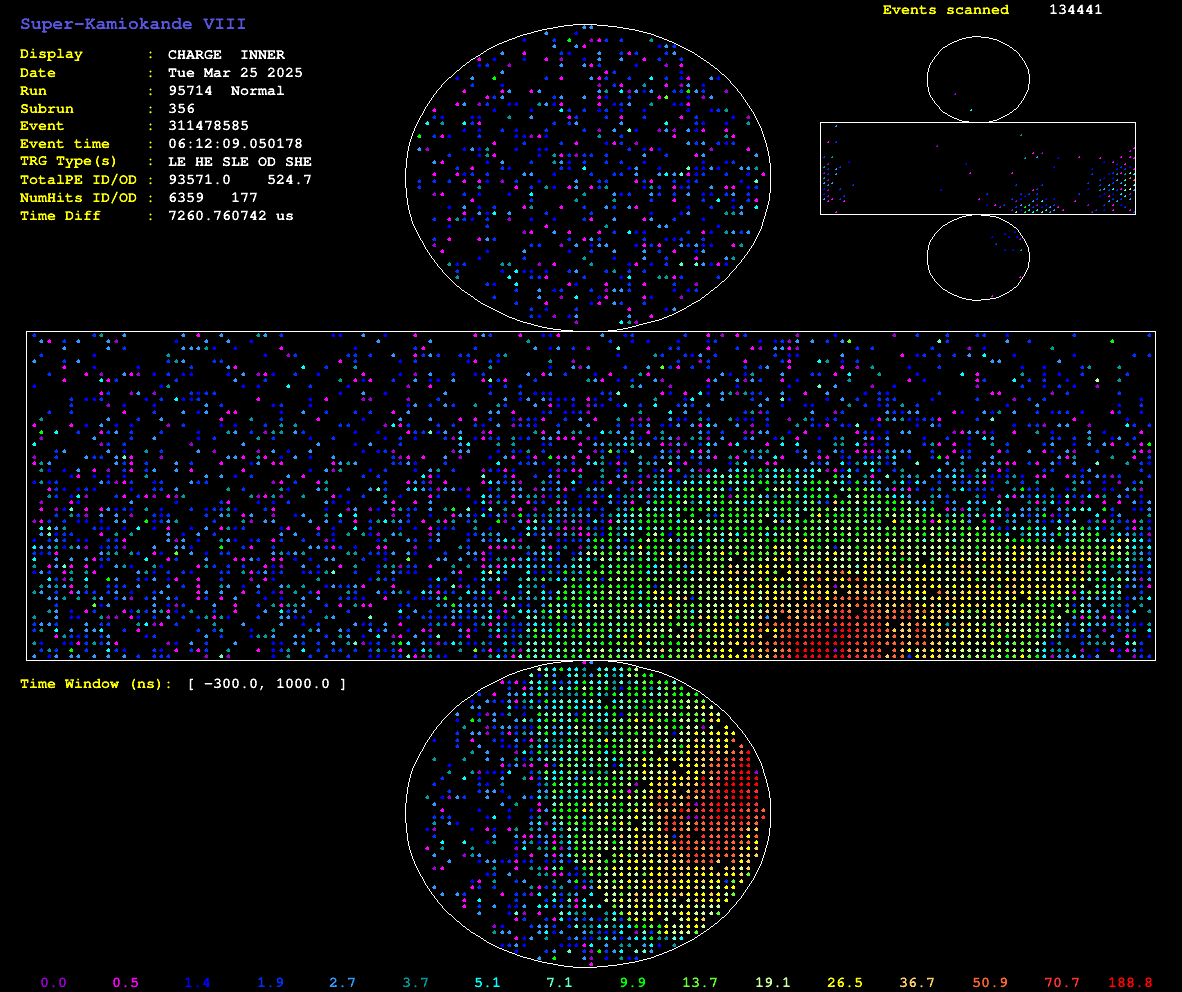 Super-Kamiokande VIII
Events scanned 134441
Display : CHARGE INNER
Date : Tue Mar 25 2025
Run : 95714 Normal
Subrun : 356
Event : 311478585
Event time : 06:12:09.050178
TRG Type(s) : LE HE SLE OD SHE
TotalPE ID/OD : 93571.0 524.7
NumHits ID/OD : 6359 177
Time Diff : 7260.760742 us
Time Window (ns): [ -300.0, 1000.0 ]
0.0 0.5 1.4 1.9 2.7 3.7 5.1 7.1 9.9 13.7 19.1 26.5 36.7 50.9 70.7 188.8